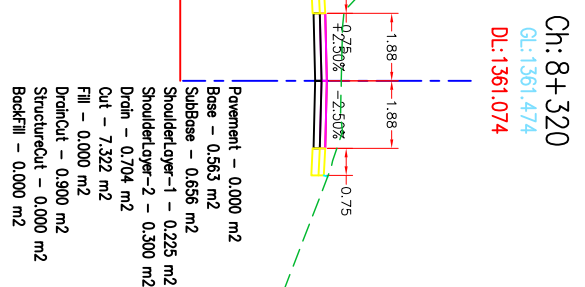 Ch: 8+320
GL:1361.474
DL:1361.074
1.88
1.88
0.75
+2.50%
-2.50%
0.75
Pavement - 0.000 m2
Base - 0.563 m2
SubBase - 0.656 m2
ShoulderLayer-1 - 0.225 m2
ShoulderLayer-2 - 0.300 m2
Drain - 0.704 m2
Cut - 7.322 m2
Fill - 0.000 m2
DrainCut - 0.900 m2
StructureCut - 0.000 m2
BackFill - 0.000 m2